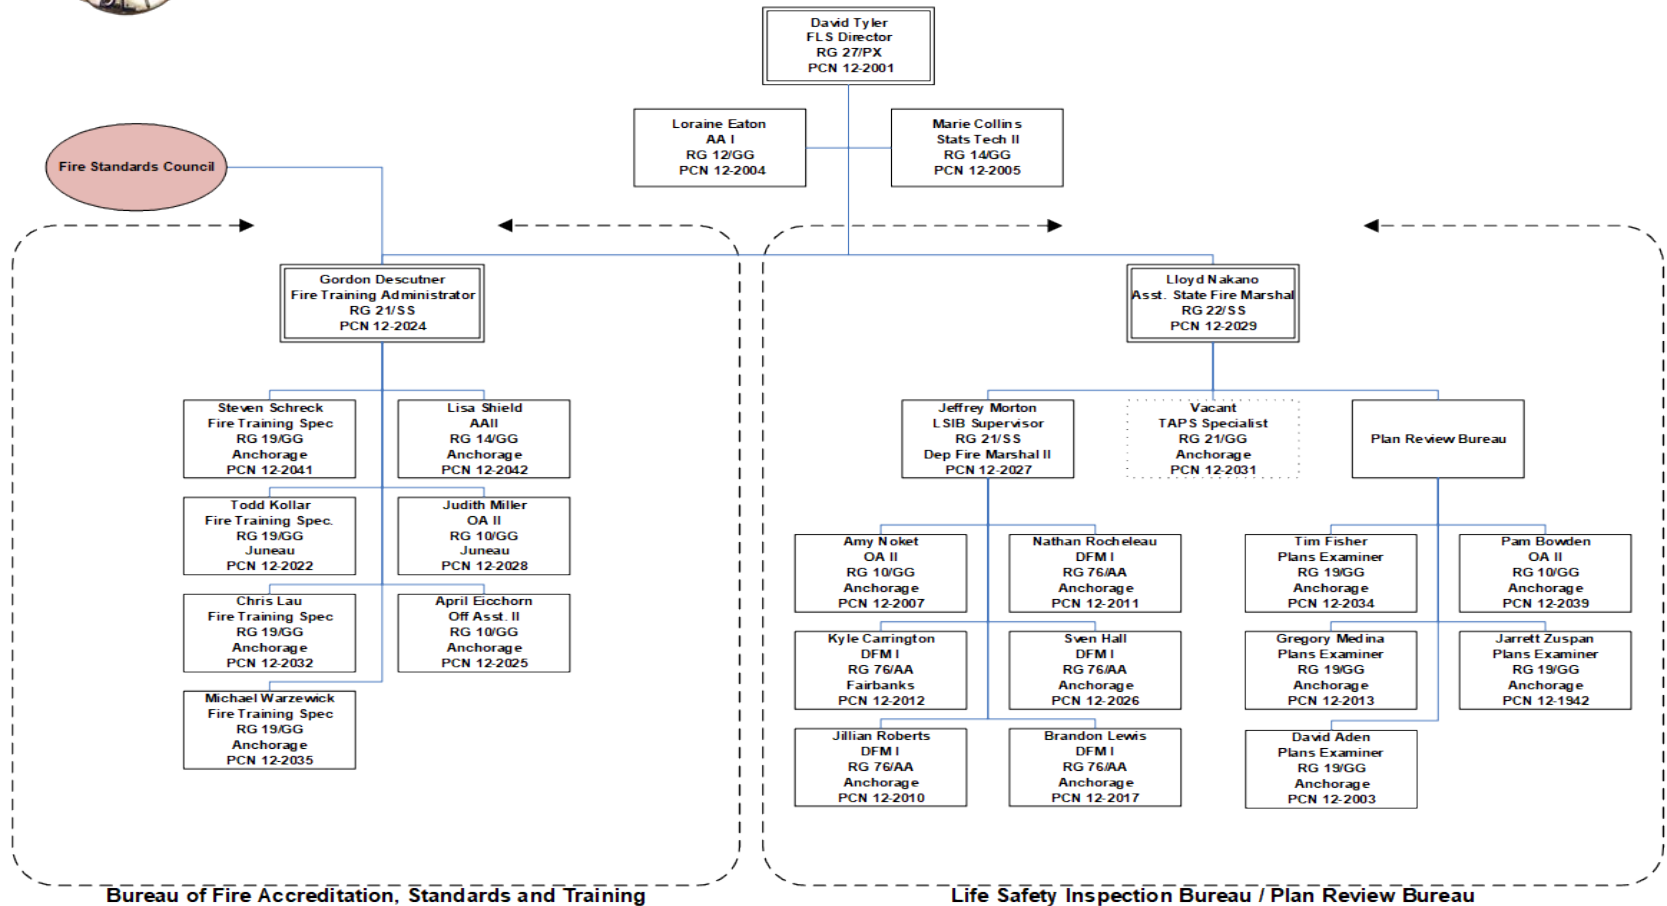 David Tyler
FLS Director
RG 27/PX
PCN 12-2001
Loraine Eaton
AA I
RG 12/GG
PCN 12-2004
Marie Collins
Stats Tech II
RG 14/GG
PCN 12-2005
Fire Standards Council
Gordon Descutner
Fire Training Administrator
RG 21/SS
PCN 12-2024
Lloyd Nakano
Asst. State Fire Marshal
RG 22/SS
PCN 12-2029
Steven Schreck
Fire Training Spec
RG 19/GG
Anchorage
PCN 12-2041
Lisa Shield
AAII
RG 14/GG
Anchorage
PCN 12-2042
Todd Kollar
Fire Training Spec.
RG 19/GG
Juneau
PCN 12-2022
Judith Miller
OA II
RG 10/GG
Juneau
PCN 12-2028
Chris Lau
Fire Training Spec
RG 19/GG
Anchorage
PCN 12-2032
April Eicchorn
Off Asst. II
RG 10/GG
Anchorage
PCN 12-2025
Michael Warzewick
Fire Training Spec
RG 19/GG
Anchorage
PCN 12-2035
Jeffrey Morton
LSIB Supervisor
RG 21/SS
Dep Fire Marshal II
PCN 12-2027
Vacant
TAPS Specialist
RG 21/GG
Anchorage
PCN 12-2031
Plan Review Bureau
Amy Noket
OA II
RG 10/GG
Anchorage
PCN 12-2007
Nathan Rocheleau
DFM I
RG 76/AA
Anchorage
PCN 12-2011
Kyle Carrington
DFM I
RG 76/AA
Fairbanks
PCN 12-2012
Sven Hall
DFM I
RG 76/AA
Anchorage
PCN 12-2026
Jillian Roberts
DFM I
RG 76/AA
Anchorage
PCN 12-2010
Brandon Lewis
DFM I
RG 76/AA
Anchorage
PCN 12-2017
Tim Fisher
Plans Examiner
RG 19/GG
Anchorage
PCN 12-2034
Pam Bowden
OA II
RG 10/GG
Anchorage
PCN 12-2039
Gregory Medina
Plans Examiner
RG 19/GG
Anchorage
PCN 12-2013
Jarrett Zuspan
Plans Examiner
RG 19/GG
Anchorage
PCN 12-1942
David Aden
Plans Examiner
RG 19/GG
Anchorage
PCN 12-2003
Bureau of Fire Accreditation, Standards and Training
Life Safety Inspection Bureau / Plan Review Bureau